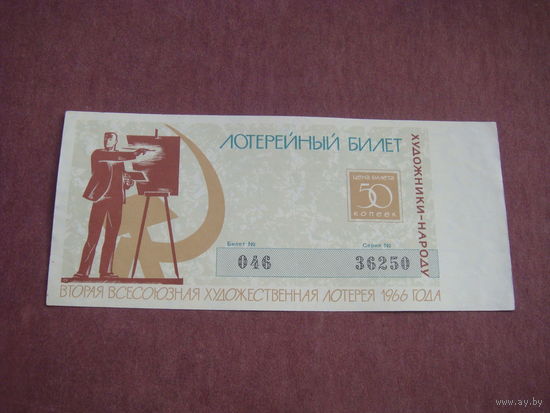 ЛОТЕРЕЙНЫЙ БИЛЕТ
ХУДОЖНИКИ-НАРОДУ
ЦЕНА БИЛЕТА
50
КОПЕЕК
Билет № Серия №
046 36250
ВТОРАЯ ВСЕСОЮЗНАЯ ХУДОЖЕСТВЕННАЯ ЛОТЕРЕЯ 1966 ГОДА
www.ay.by